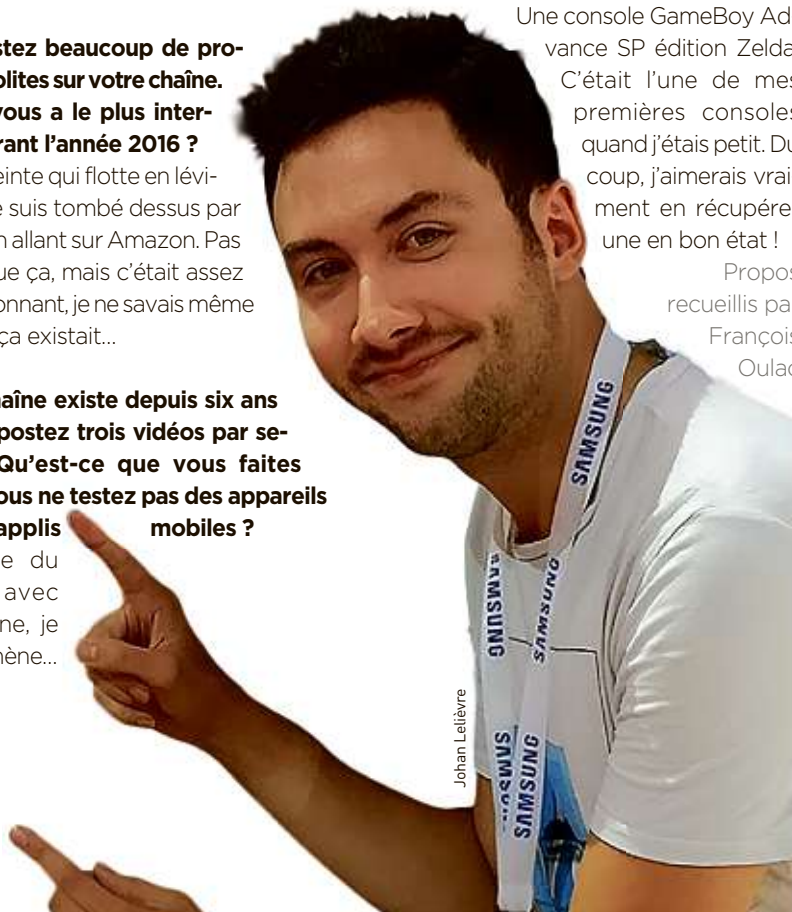 stez beaucoup de pro-
olites sur votre chaîne.
vous a le plus inter-
rant l'année 2016 ?
einte qui flotte en lévi-
e suis tombé dessus par
n allant sur Amazon. Pas
ue ça, mais c'était assez
onnant, je ne savais même
ça existait...
haîne existe depuis six ans
postez trois vidéos par se-
Qu'est-ce que vous faites
ous ne testez pas des appareils
applis mobiles ?
e du
avec
ne, je
nène...
Une console GameBoy Ad-
vance SP édition Zelda
C'était l'une de mes
premières consoles
quand j'étais petit. Du
coup, j'aimerais vrai
ment en récupére
une en bon état !
Propos
recueillis pa
François
Oulac
Johan Lelièvre
SAMSUNG
SAMSUNG
SAMSUNG
SAMSUNG
SAMSUNG